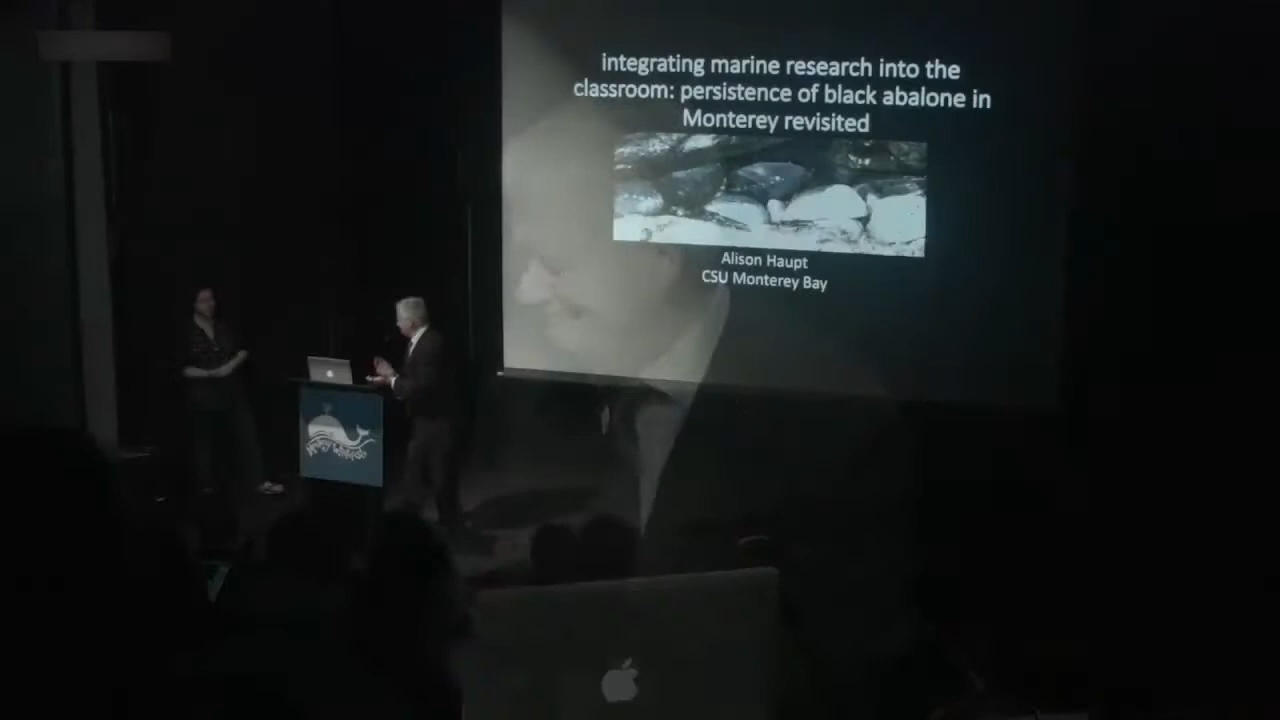 integrating marine research into the
classroom: persistence of black abalone in
Monterey revisited
Alison Haupt
CSU Monterey Bay